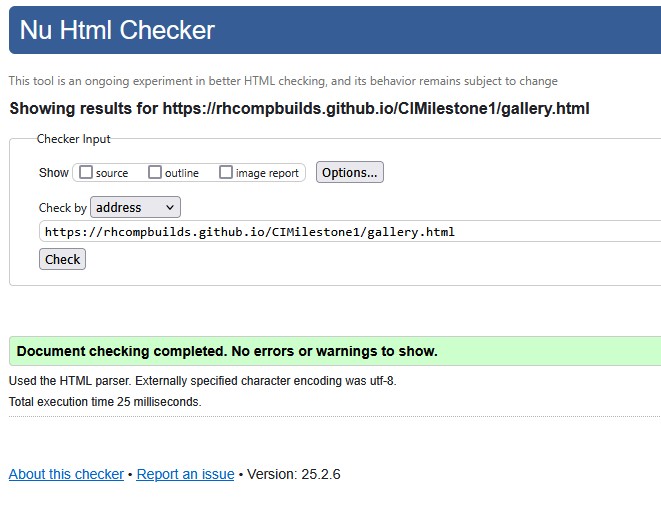 Nu Html Checker
This tool is an ongoing experiment in better HTML checking, and its behavior remains subject to change
Showing results for https://rhcompbuilds.github.io/CIMilestone1/gallery.html
Checker Input
Show source outline image report Options...
Check by address
https://rhcompbuilds.github.io/CIMilestone1/gallery.html
Check
Document checking completed. No errors or warnings to show.
Used the HTML parser. Externally specified character encoding was utf-8.
Total execution time 25 milliseconds.
About this checker • Report an issue • Version: 25.2.6